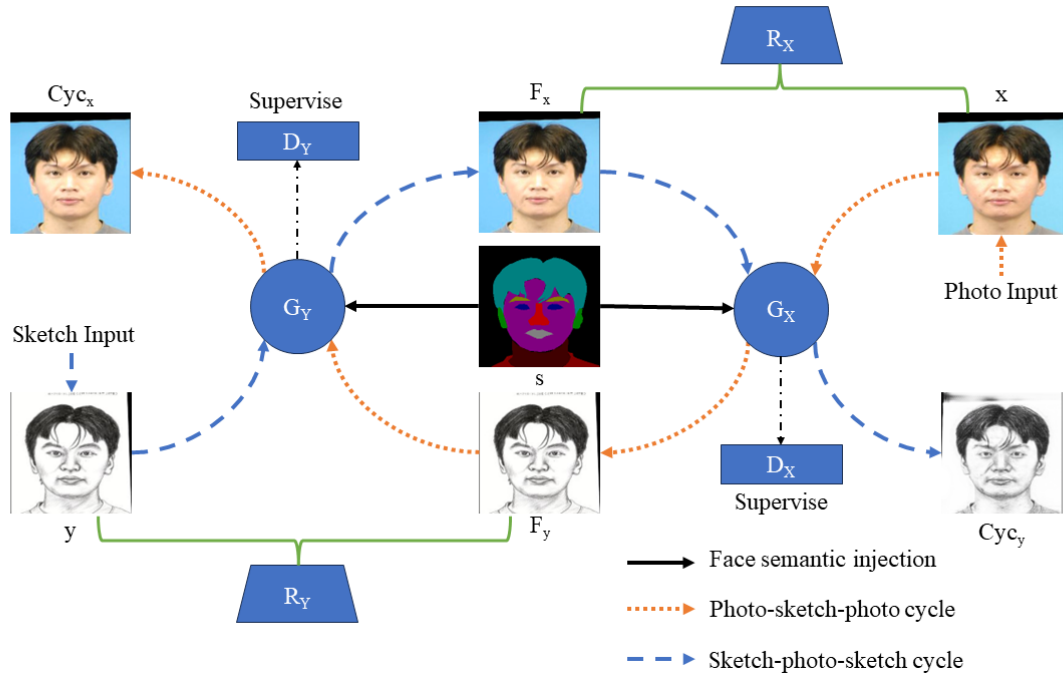 R_X
Cyc_x
Supervise
F_x
x
D_Y
G_Y
G_X
Photo Input
Sketch Input
s
D_X
Supervise
y
F_y
Cyc_y
R_Y
Face semantic injection
Photo-sketch-photo cycle
Sketch-photo-sketch cycle